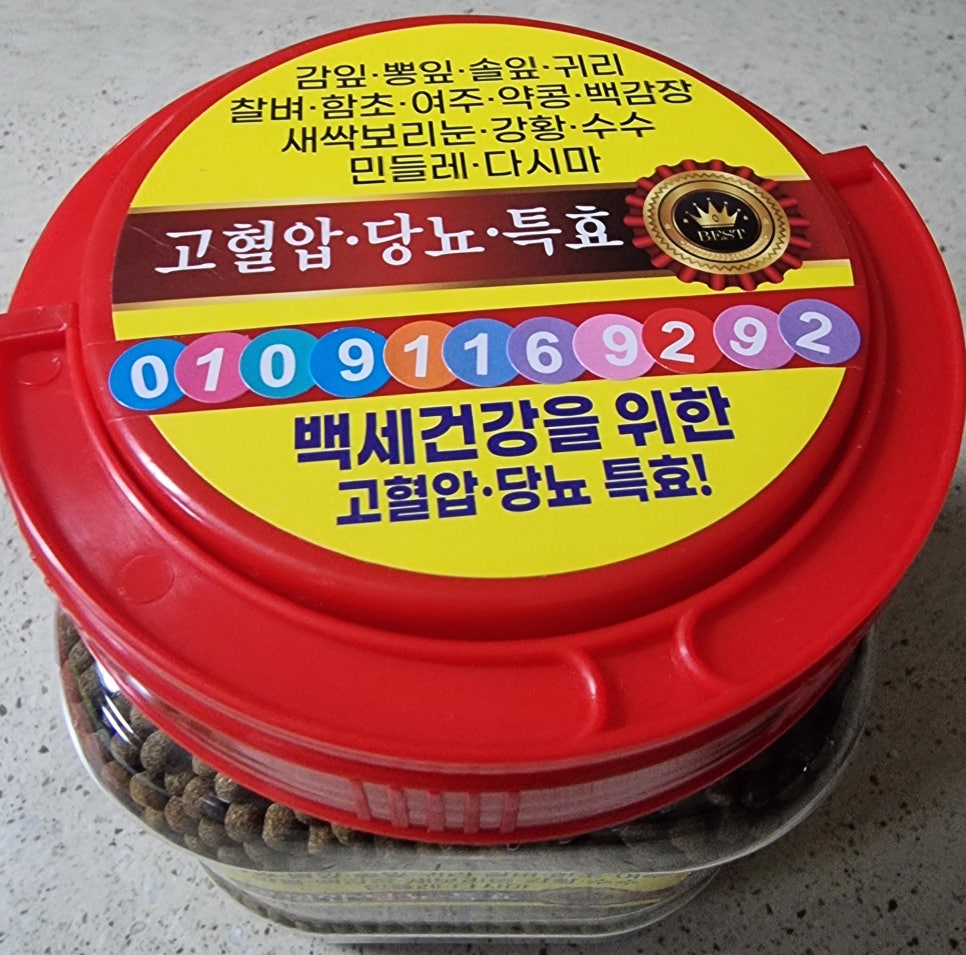 감잎·뽕잎·솔잎·귀리
찰벼·함초·여주·약콩·백감장
새싹보리눈·강황·수수
민들레·다시마
고혈압·당뇨·특효
BEST
01091169292
백세건강을 위한
고혈압·당뇨 특효!